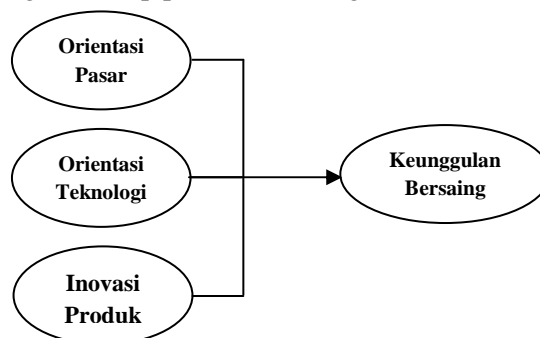 Orientasi
Pasar
Orientasi
Teknologi
Keunggulan
Bersaing
Inovasi
Produk